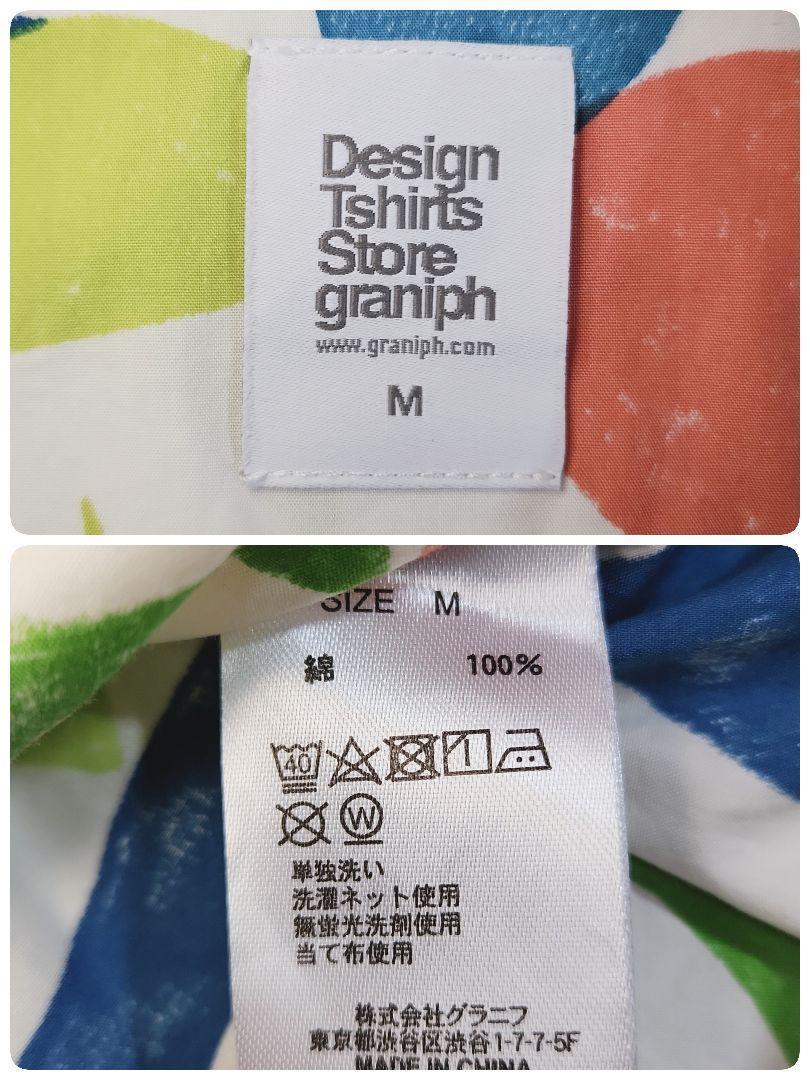 Design
Tshirts
Store
graniph
www.graniph.com
M
SIZE M
綿 100%
40
W
単独洗い
洗濯ネット使用
無蛍光洗剤使用
当て布使用
株式会社グラニフ
東京都渋谷区渋谷1-7-7-5F
MADE IN CHINA